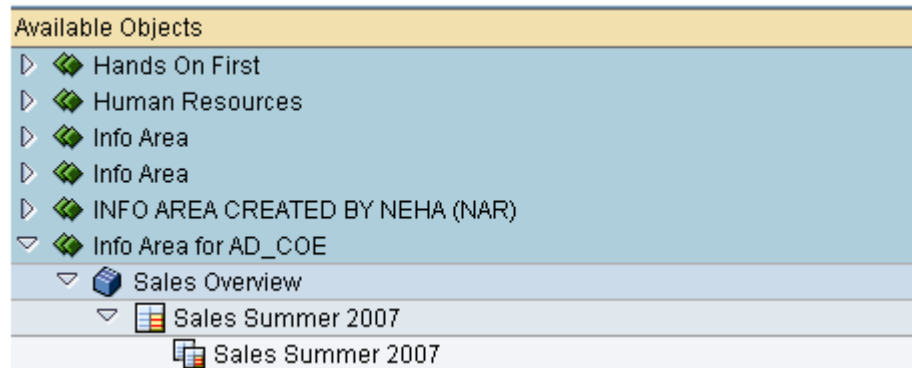 Available Objects
Hands On First
Human Resources
Info Area
Info Area
INFO AREA CREATED BY NEHA (NAR)
Info Area for AD_COE
Sales Overview
Sales Summer 2007
Sales Summer 2007